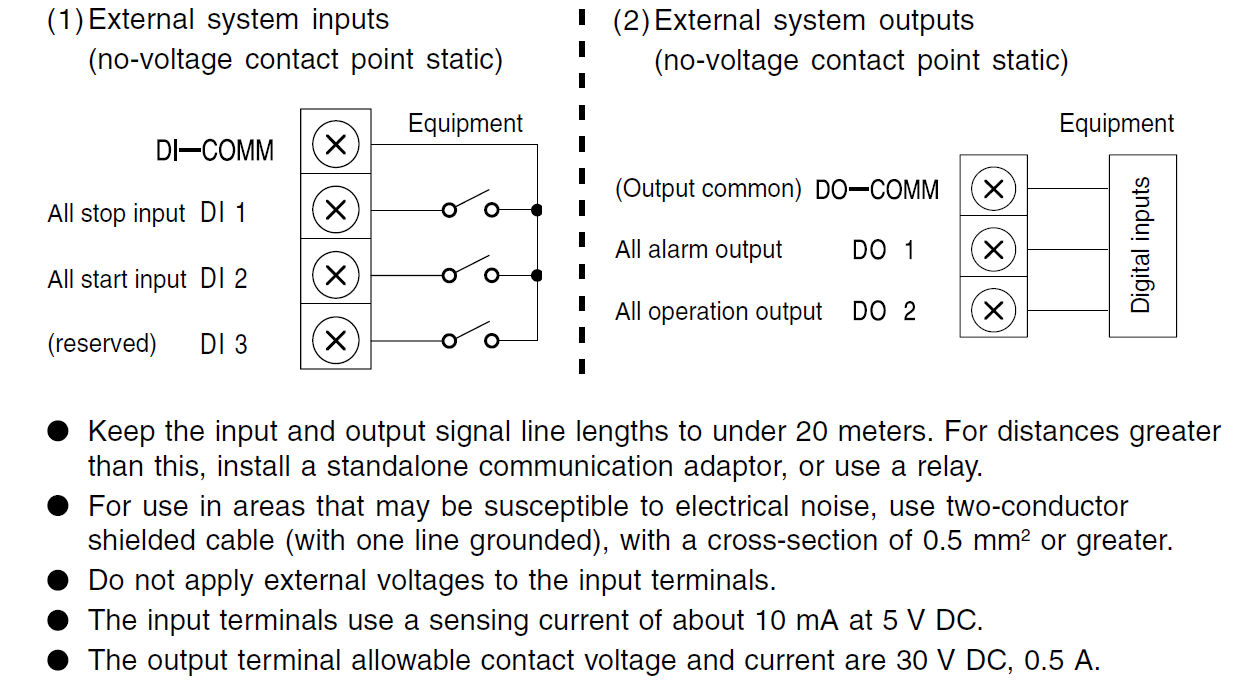 (1) External system inputs
(no-voltage contact point static)
Equipment
DI—COMM
All stop input DI 1
All start input DI 2
(reserved) DI 3
(2) External system outputs
(no-voltage contact point static)
Equipment
(Output common) DO—COMM
All alarm output DO 1
All operation output DO 2
Digital inputs
● Keep the input and output signal line lengths to under 20 meters. For distances greater
than this, install a standalone communication adaptor, or use a relay.
● For use in areas that may be susceptible to electrical noise, use two-conductor
shielded cable (with one line grounded), with a cross-section of 0.5 mm² or greater.
● Do not apply external voltages to the input terminals.
● The input terminals use a sensing current of about 10 mA at 5 V DC.
● The output terminal allowable contact voltage and current are 30 V DC, 0.5 A.